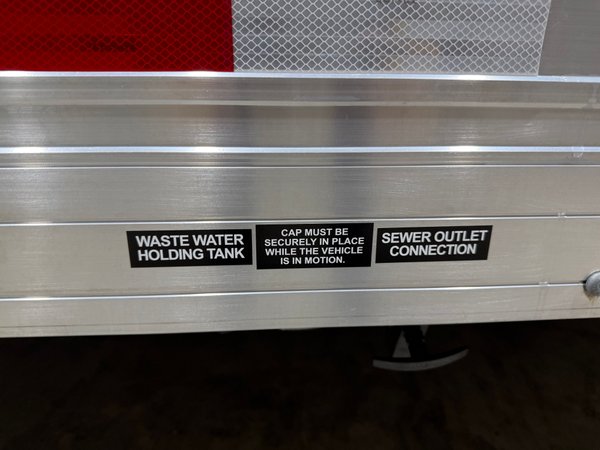 WASTE WATER
HOLDING TANK
CAP MUST BE
SECURELY IN PLACE
WHILE THE VEHICLE
IS IN MOTION.
SEWER OUTLET
CONNECTION